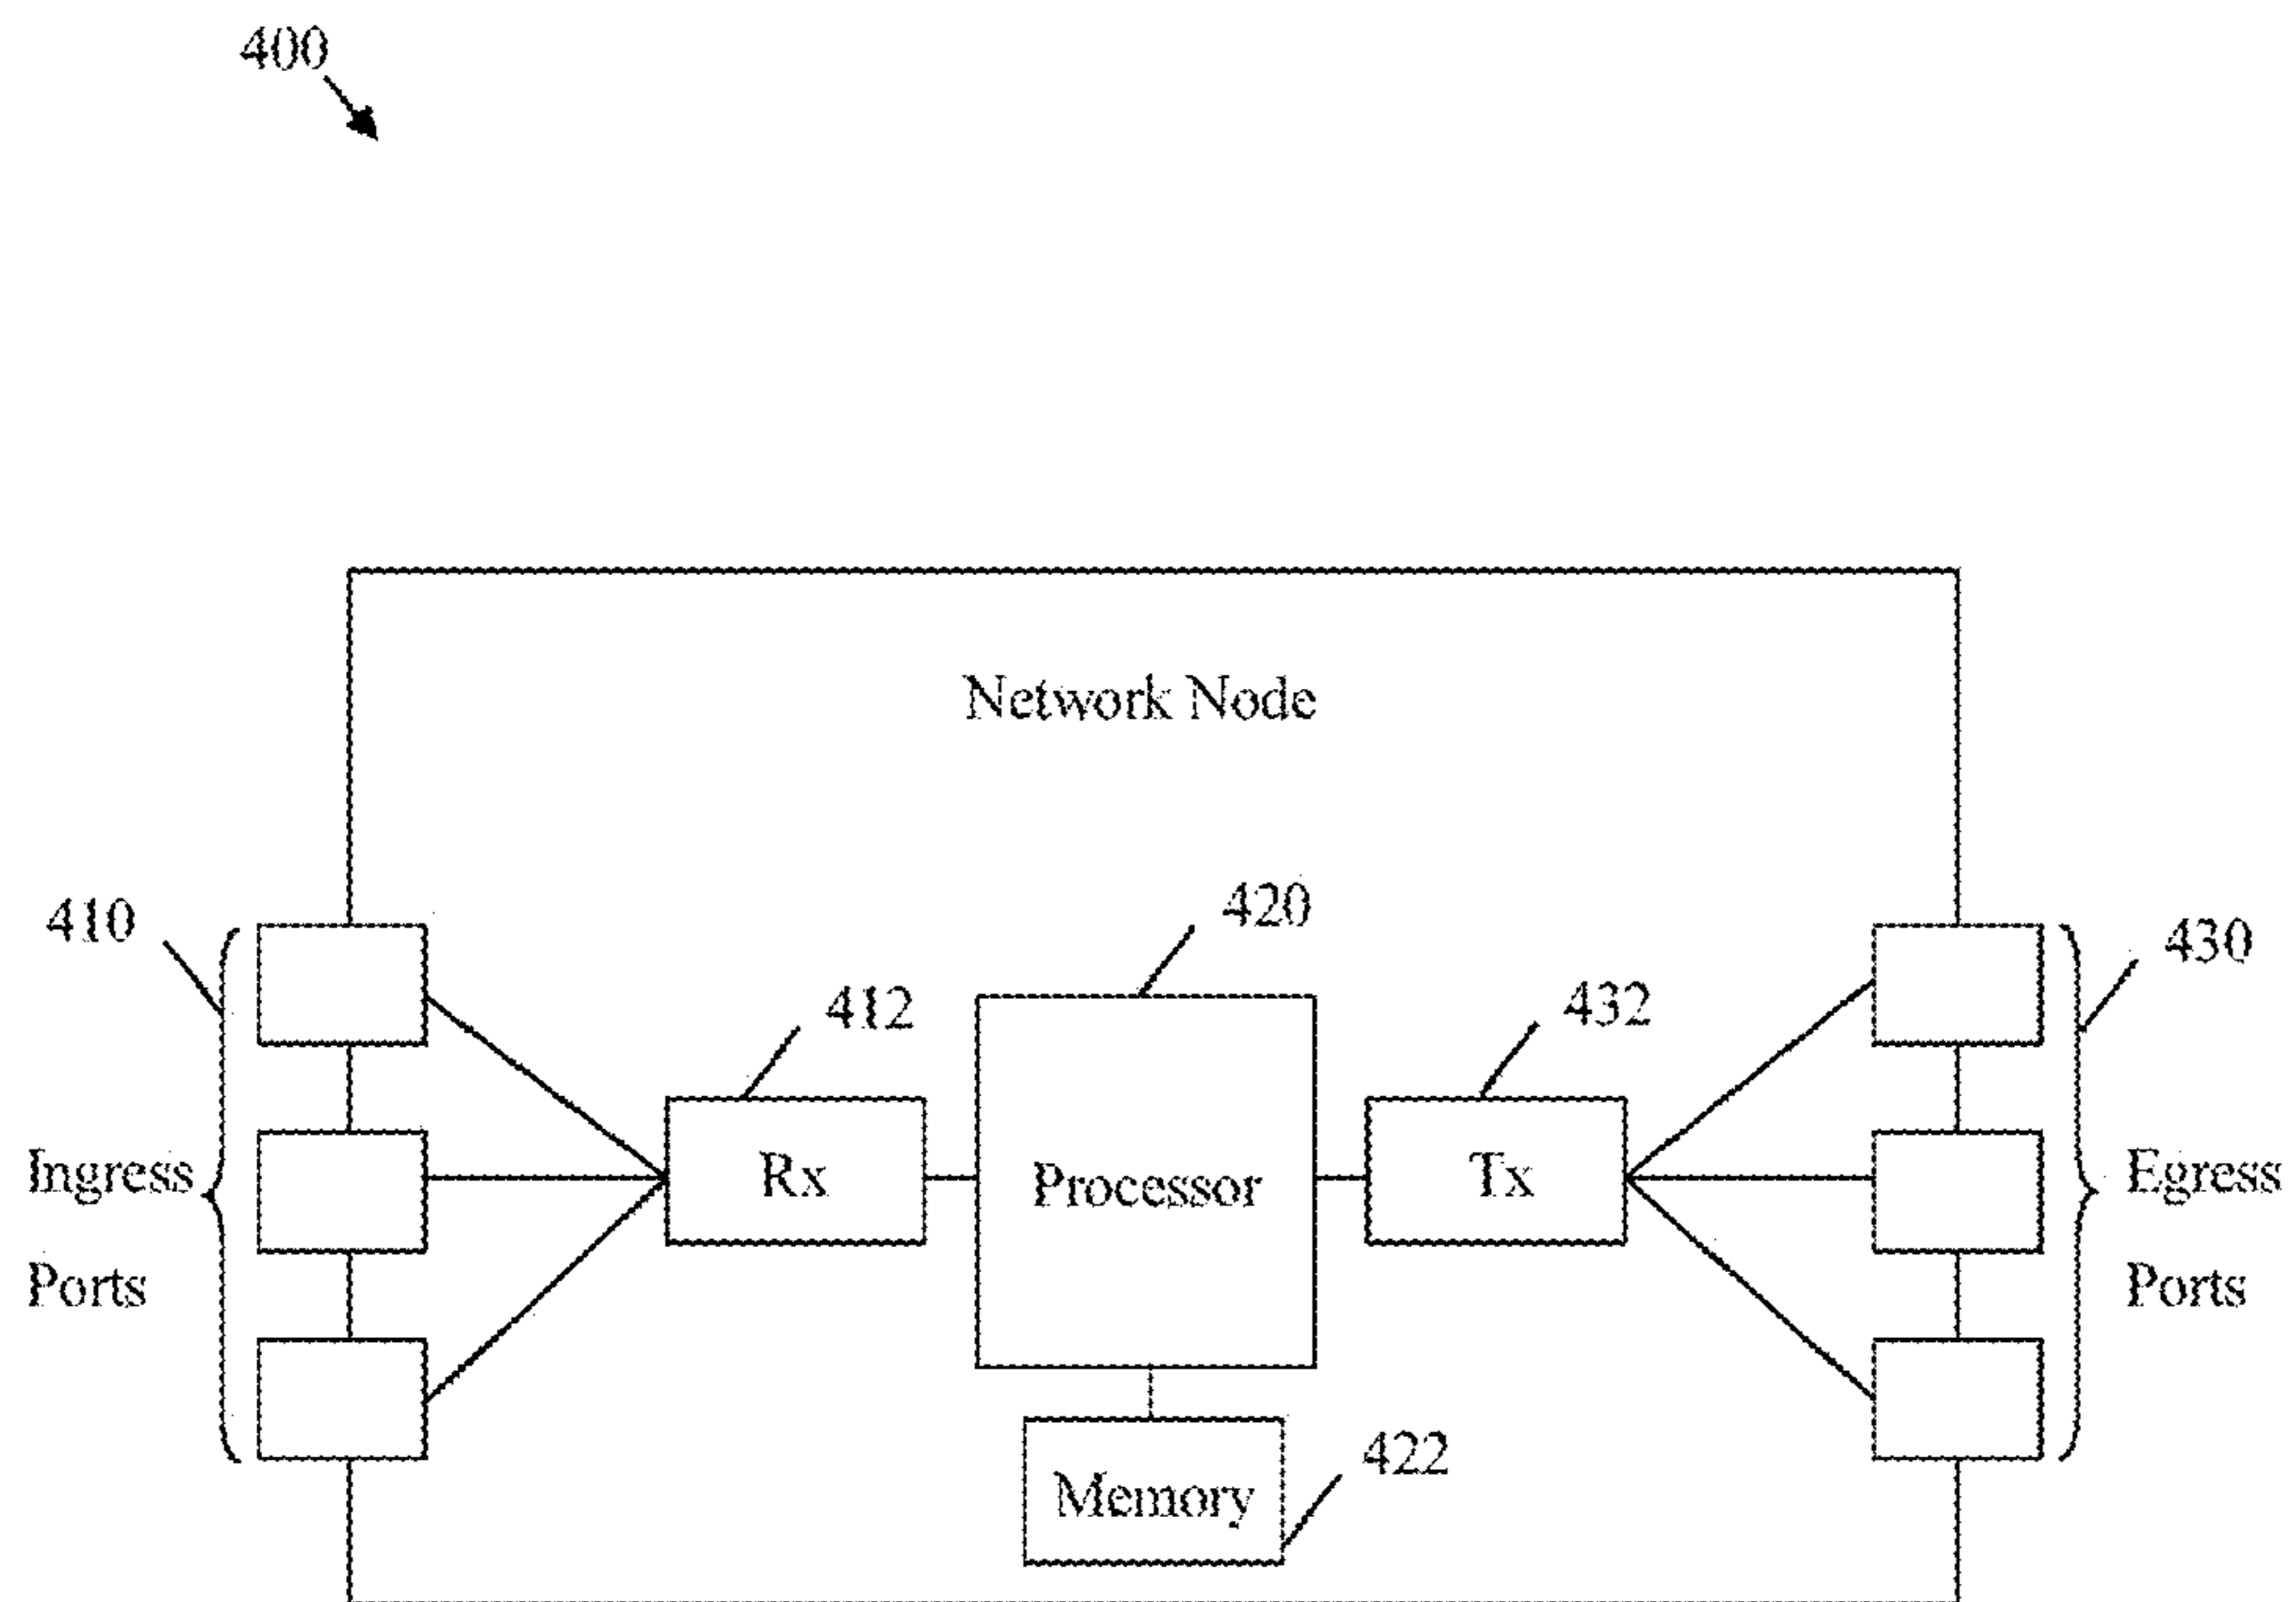 400
Network Node
410
420
430
412
432
Ingress
Ports
Rx
Processor
Tx
Egress
Ports
422
Memory